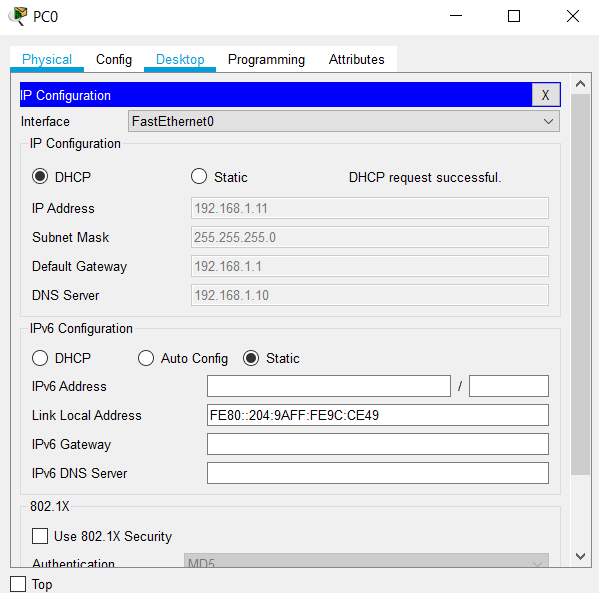 PC0
Physical Config Desktop Programming Attributes
IP Configuration X
Interface FastEthernet0
IP Configuration
DHCP Static DHCP request successful.
IP Address 192.168.1.11
Subnet Mask 255.255.255.0
Default Gateway 192.168.1.1
DNS Server 192.168.1.10
IPv6 Configuration
DHCP Auto Config Static
IPv6 Address /
Link Local Address FE80::204:9AFF:FE9C:CE49
IPv6 Gateway
IPv6 DNS Server
802.1X
Use 802.1X Security
Authentication MD5
Top